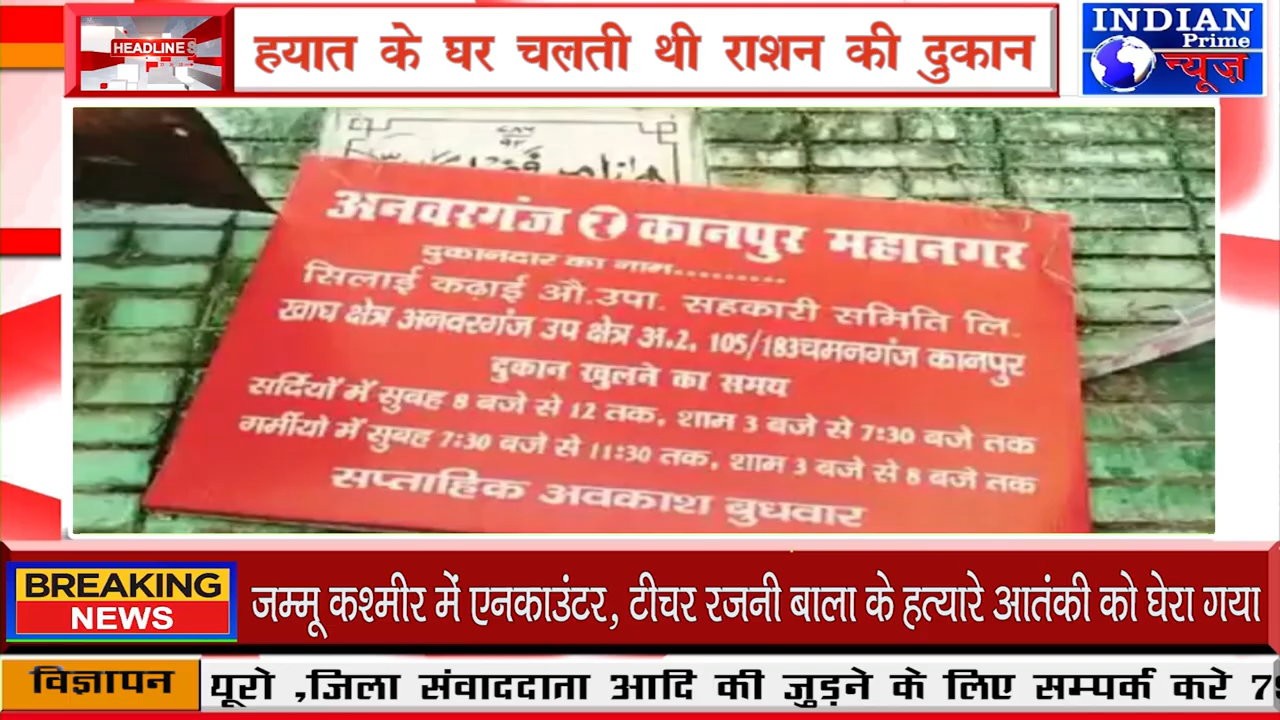 HEADLINES
हयात के घर चलती थी राशन की दुकान
INDIAN
Prime
न्यूज़
अनवरगंज २ कानपुर महानगर
दुकानदार का नाम.........
सिलाई कढ़ाई औ.उपा. सहकारी समिति लि.
खाघ क्षेत्र अनवरगंज उप क्षेत्र अ.2. 105/183चमनगंज कानपुर
दुकान खुलने का समय
सर्दियों में सुबह 8 बजे से 12 तक, शाम 3 बजे से 7:30 बजे तक
गर्मीयो में सुबह 7:30 बजे से 11:30 तक, शाम 3 बजे से 8 बजे तक
सप्ताहिक अवकाश बुधवार
BREAKING
NEWS
जम्मू कश्मीर में एनकाउंटर, टीचर रजनी बाला के हत्यारे आतंकी को घेरा गया
विज्ञापन
यूरो ,जिला संवाददाता आदि की जुड़ने के लिए सम्पर्क करे 79